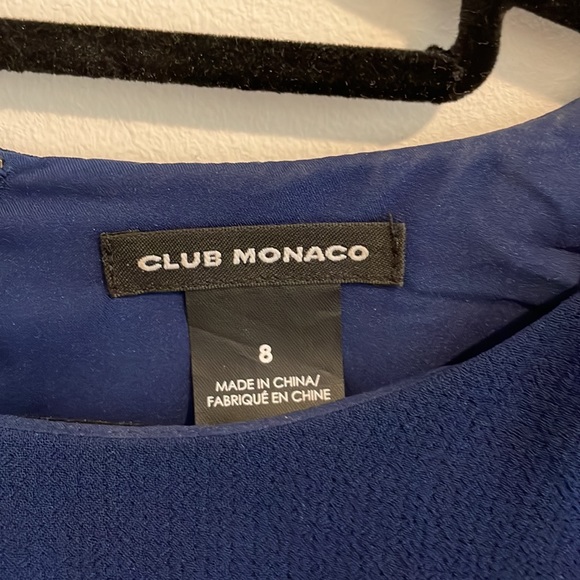 CLUB MONACO
8
MADE IN CHINA/
FABRIQUÉ EN CHINE